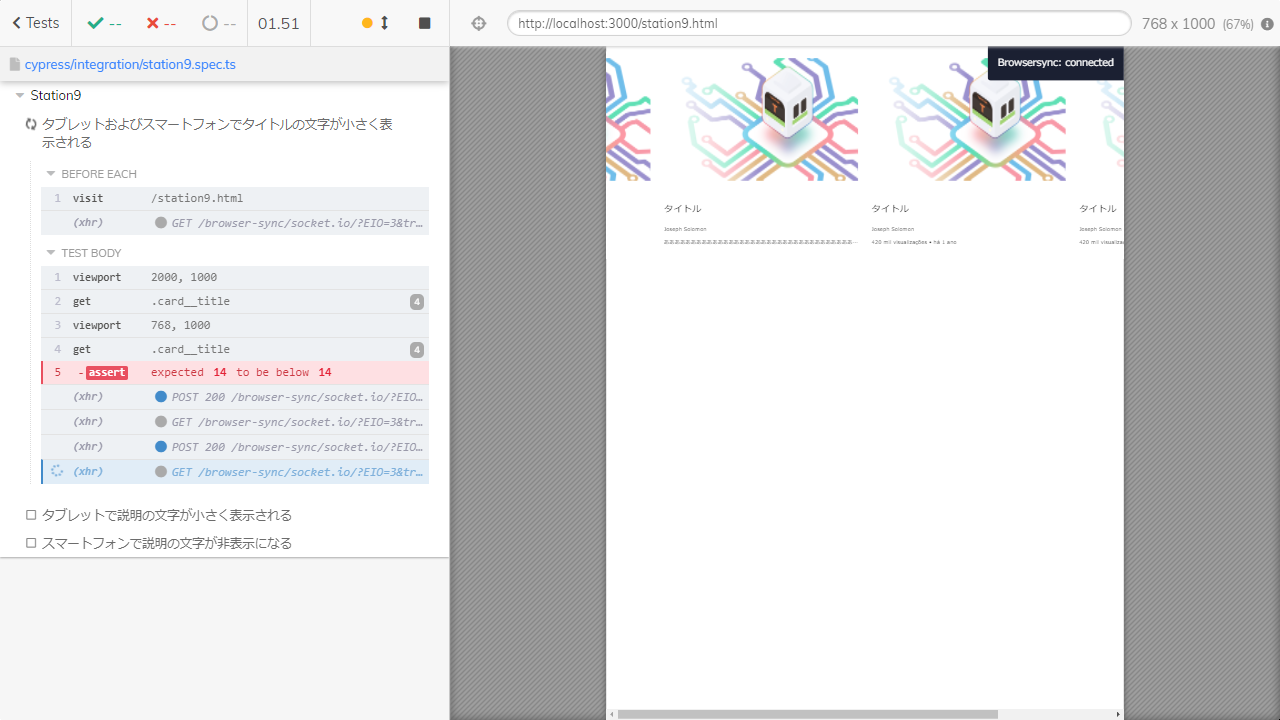 Tests
--
--
--
01.51
http://localhost:3000/station9.html
768 x 1000 (67%)
cypress/integration/station9.spec.ts
Station9
タブレットおよびスマートフォンでタイトルの文字が小さく表
示される
BEFORE EACH
1 visit /station9.html
(xhr) GET /browser-sync/socket.io/?EIO=3&tr…
TEST BODY
1 viewport 2000, 1000
2 get .card__title 4
3 viewport 768, 1000
4 get .card__title 4
5 -assert expected 14 to be below 14
(xhr) POST 200 /browser-sync/socket.io/?EIO…
(xhr) GET /browser-sync/socket.io/?EIO=3&tr…
(xhr) POST 200 /browser-sync/socket.io/?EIO…
(xhr) GET /browser-sync/socket.io/?EIO=3&tr…
タブレットで説明の文字が小さく表示される
スマートフォンで説明の文字が非表示になる
Browsersync: connected
タイトル
Joseph Solomon
タイトル
Joseph Solomon
420 mil visualizações • há 1 ano
タイトル
Joseph Solomon
420 mil visualiza